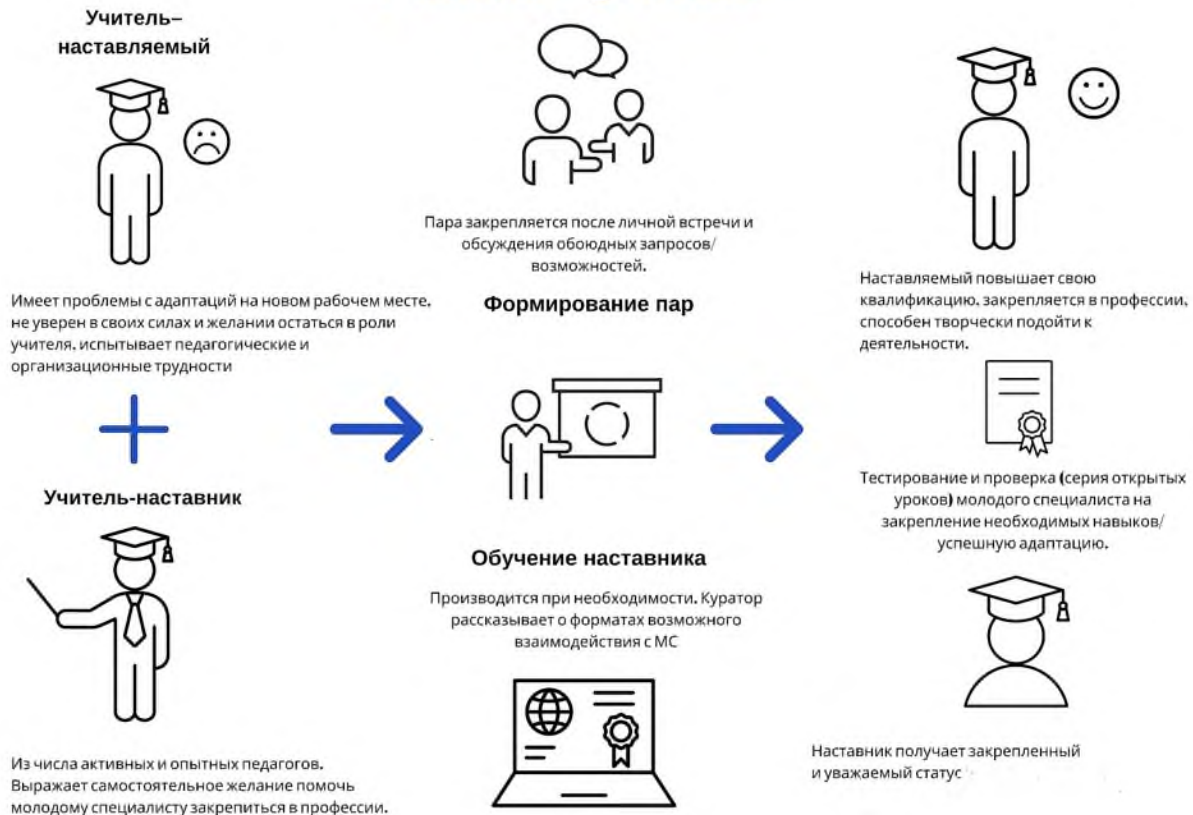 Учитель–
наставляемый
Имеет проблемы с адаптаций на новом рабочем месте,
не уверен в своих силах и желании остаться в роли
учителя, испытывает педагогические и
организационные трудности
Учитель-наставник
Из числа активных и опытных педагогов.
Выражает самостоятельное желание помочь
молодому специалисту закрепиться в профессии.
Пара закрепляется после личной встречи и
обсуждения обоюдных запросов/
возможностей.
Формирование пар
Обучение наставника
Производится при необходимости. Куратор
рассказывает о форматах возможного
взаимодействия с МС
Наставляемый повышает свою
квалификацию, закрепляется в профессии,
способен творчески подойти к
деятельности.
Тестирование и проверка (серия открытых
уроков) молодого специалиста на
закрепление необходимых навыков/
успешную адаптацию.
Наставник получает закрепленный
и уважаемый статус